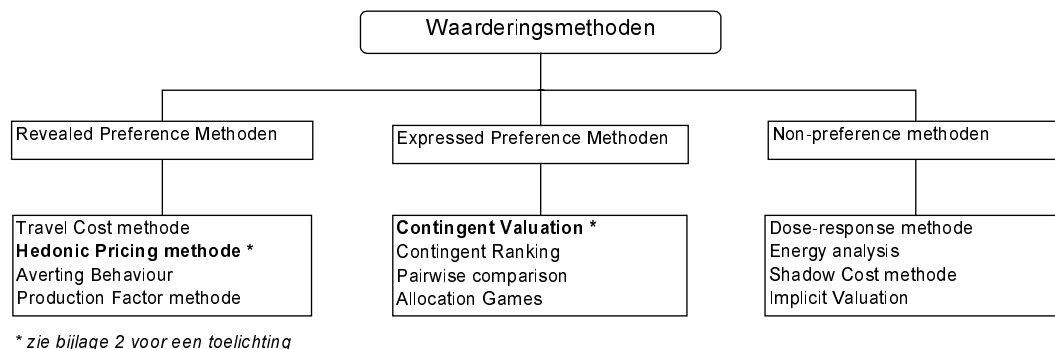 Waarderingsmethoden
Revealed Preference Methoden
Expressed Preference Methoden
Non-preference methoden
Travel Cost methode
Hedonic Pricing methode *
Averting Behaviour
Production Factor methode
Contingent Valuation *
Contingent Ranking
Pairwise comparison
Allocation Games
Dose-response methode
Energy analysis
Shadow Cost methode
Implicit Valuation
* zie bijlage 2 voor een toelichting